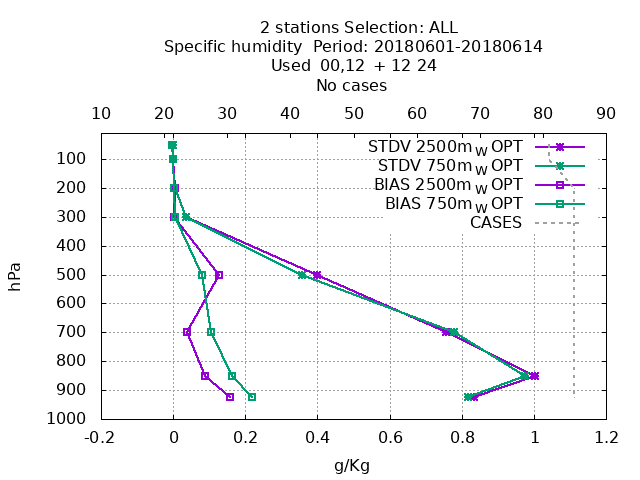 2 stations Selection: ALL
Specific humidity  Period: 20180601-20180614
Used  00,12  + 12 24
No cases
10 20 30 40 50 60 70 80 90
STDV 2500m_W OPT
STDV 750m_W OPT
BIAS 2500m_W OPT
BIAS 750m_W OPT
CASES
100
200
300
400
500
600
700
800
900
1000
hPa
-0.2 0 0.2 0.4 0.6 0.8 1 1.2
g/Kg